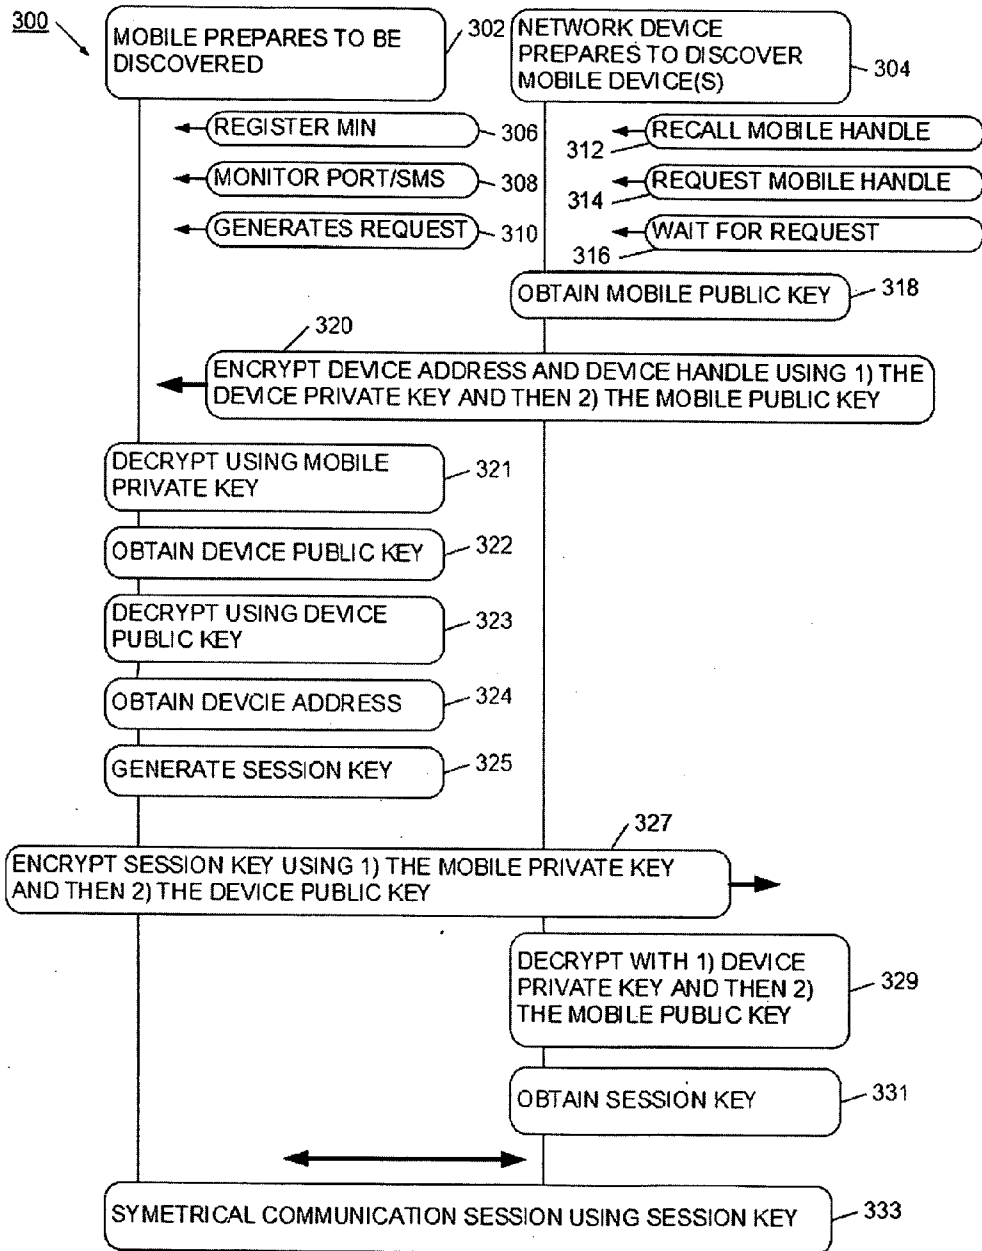 300
MOBILE PREPARES TO BE
DISCOVERED
302
NETWORK DEVICE
PREPARES TO DISCOVER
MOBILE DEVICE(S)
304
REGISTER MIN
306
RECALL MOBILE HANDLE
312
MONITOR PORT/SMS
308
REQUEST MOBILE HANDLE
314
GENERATES REQUEST
310
WAIT FOR REQUEST
316
OBTAIN MOBILE PUBLIC KEY
318
320
ENCRYPT DEVICE ADDRESS AND DEVICE HANDLE USING 1) THE
DEVICE PRIVATE KEY AND THEN 2) THE MOBILE PUBLIC KEY
DECRYPT USING MOBILE
PRIVATE KEY
321
OBTAIN DEVICE PUBLIC KEY
322
DECRYPT USING DEVICE
PUBLIC KEY
323
OBTAIN DEVCIE ADDRESS
324
GENERATE SESSION KEY
325
327
ENCRYPT SESSION KEY USING 1) THE MOBILE PRIVATE KEY
AND THEN 2) THE DEVICE PUBLIC KEY
DECRYPT WITH 1) DEVICE
PRIVATE KEY AND THEN 2)
THE MOBILE PUBLIC KEY
329
OBTAIN SESSION KEY
331
SYMETRICAL COMMUNICATION SESSION USING SESSION KEY
333